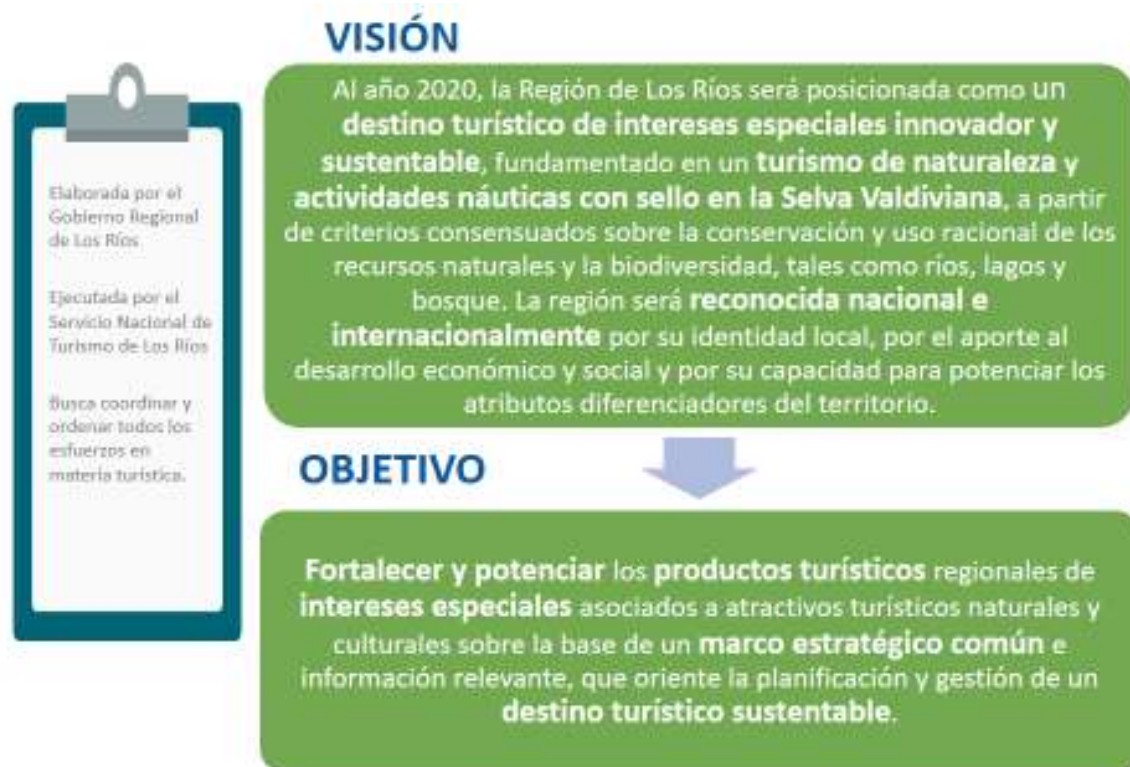 VISIÓN
Al año 2020, la Región de Los Ríos será posicionada como un
destino turístico de intereses especiales innovador y
sustentable, fundamentado en un turismo de naturaleza y
actividades náuticas con sello en la Selva Valdiviana, a partir
de criterios consensuados sobre la conservación y uso racional de los
recursos naturales y la biodiversidad, tales como ríos, lagos y
bosque. La región será reconocida nacional e
internacionalmente por su identidad local, por el aporte al
desarrollo económico y social y por su capacidad para potenciar los
atributos diferenciadores del territorio.
Elaborada por el
Gobierno Regional
de Los Ríos
Ejecutada por el
Servicio Nacional de
Turismo de Los Ríos
Busca coordinar y
ordenar todos los
esfuerzos en
materia turística.
OBJETIVO
Fortalecer y potenciar los productos turísticos regionales de
intereses especiales asociados a atractivos turísticos naturales y
culturales sobre la base de un marco estratégico común e
información relevante, que oriente la planificación y gestión de un
destino turístico sustentable.